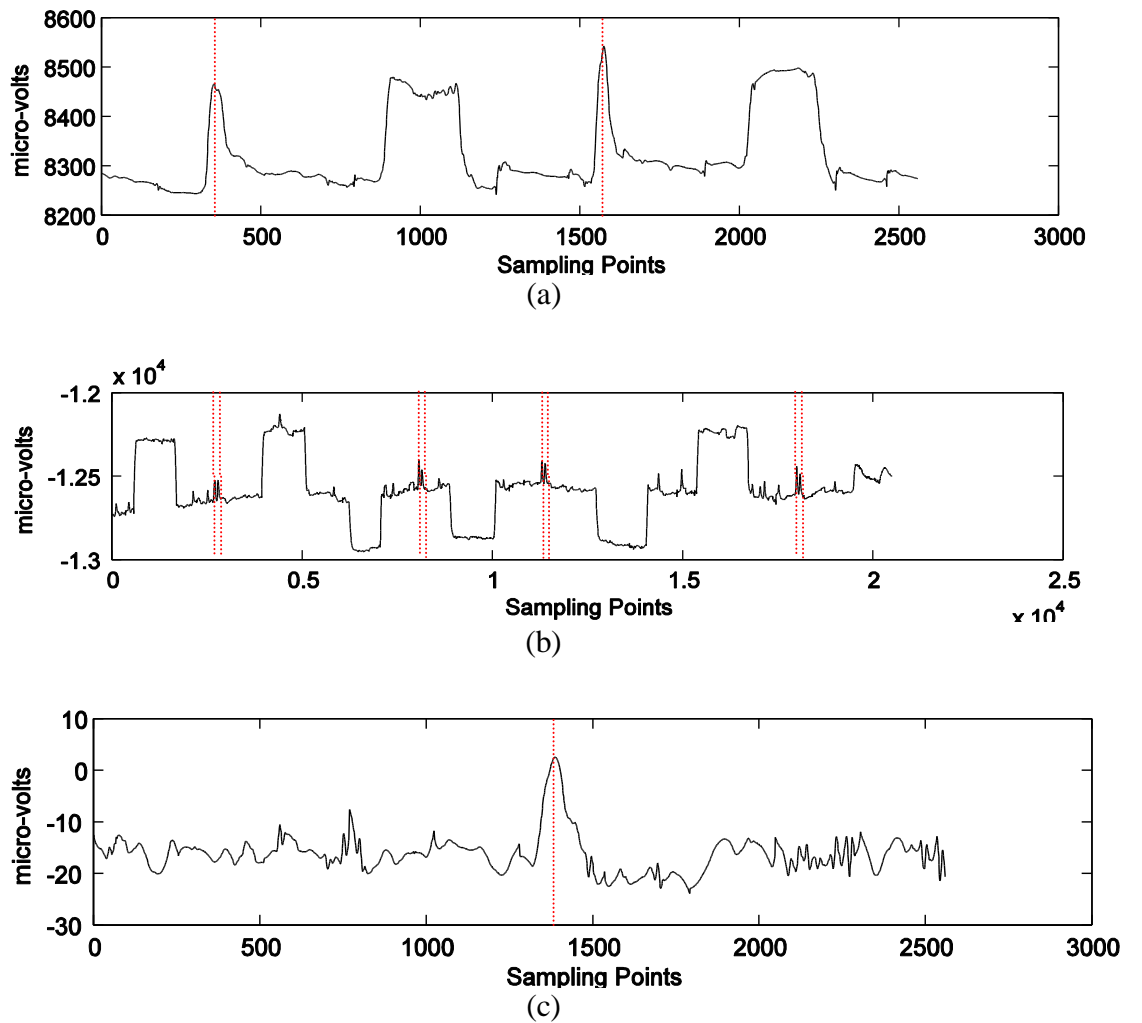 8600
8500
8400
8300
8200
micro-volts
0 500 1000 1500 2000 2500 3000
Sampling Points
(a)
x 10^4
-1.2
-1.25
-1.3
micro-volts
0 0.5 1 1.5 2 2.5
Sampling Points
x 10^4
(b)
10
0
-10
-20
-30
micro-volts
0 500 1000 1500 2000 2500 3000
Sampling Points
(c)